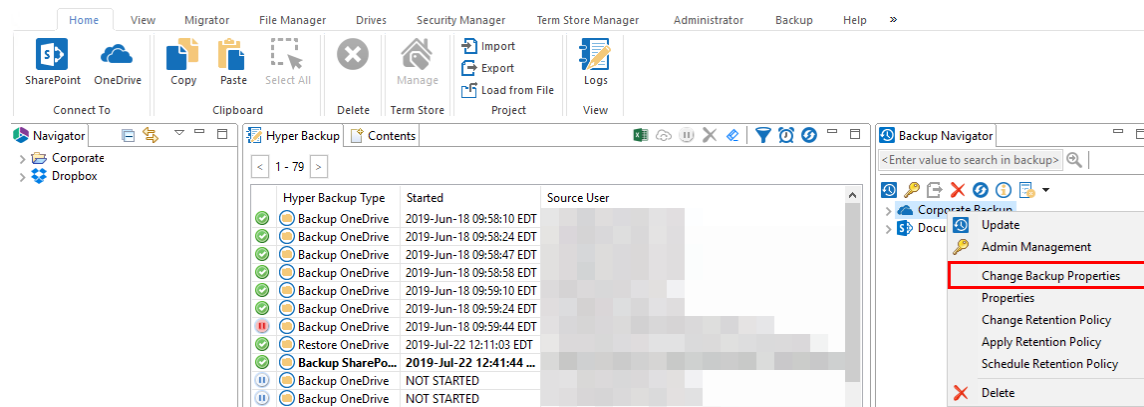 Home View Migrator File Manager Drives Security Manager Term Store Manager Administrator Backup Help »
SharePoint OneDrive Copy Paste Select All Manage Import Export Load from File Logs
Connect To Clipboard Delete Term Store Project View
Navigator
Corporate
Dropbox
Hyper Backup Contents
< 1 - 79 >
Hyper Backup Type Started Source User
Backup OneDrive 2019-Jun-18 09:58:10 EDT
Backup OneDrive 2019-Jun-18 09:58:24 EDT
Backup OneDrive 2019-Jun-18 09:58:47 EDT
Backup OneDrive 2019-Jun-18 09:58:58 EDT
Backup OneDrive 2019-Jun-18 09:59:10 EDT
Backup OneDrive 2019-Jun-18 09:59:24 EDT
Backup OneDrive 2019-Jun-18 09:59:44 EDT
Restore OneDrive 2019-Jul-22 12:11:03 EDT
Backup SharePo... 2019-Jul-22 12:41:44 ...
Backup OneDrive NOT STARTED
Backup OneDrive NOT STARTED
Backup Navigator
<Enter value to search in backup>
Corporate Backup
Docu
Update
Admin Management
Change Backup Properties
Properties
Change Retention Policy
Apply Retention Policy
Schedule Retention Policy
Delete